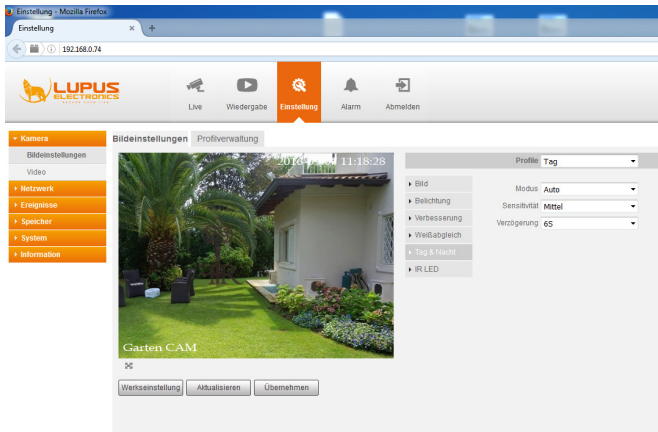 Einstellung - Mozilla Firefox
Einstellung × +
192.168.0.74
LUPUS
ELECTRONICS
Live Wiedergabe Einstellung Alarm Abmelden
Kamera
Bildeinstellungen
Video
Netzwerk
Ereignisse
Speicher
System
Information
Bildeinstellungen Profilverwaltung
11:18:28
Garten CAM
Werkseinstellung Aktualisieren Übernehmen
Profile Tag
Bild
Belichtung
Verbesserung
Weißabgleich
Tag & Nacht
IR LED
Modus Auto
Sensitivität Mittel
Verzögerung 6S